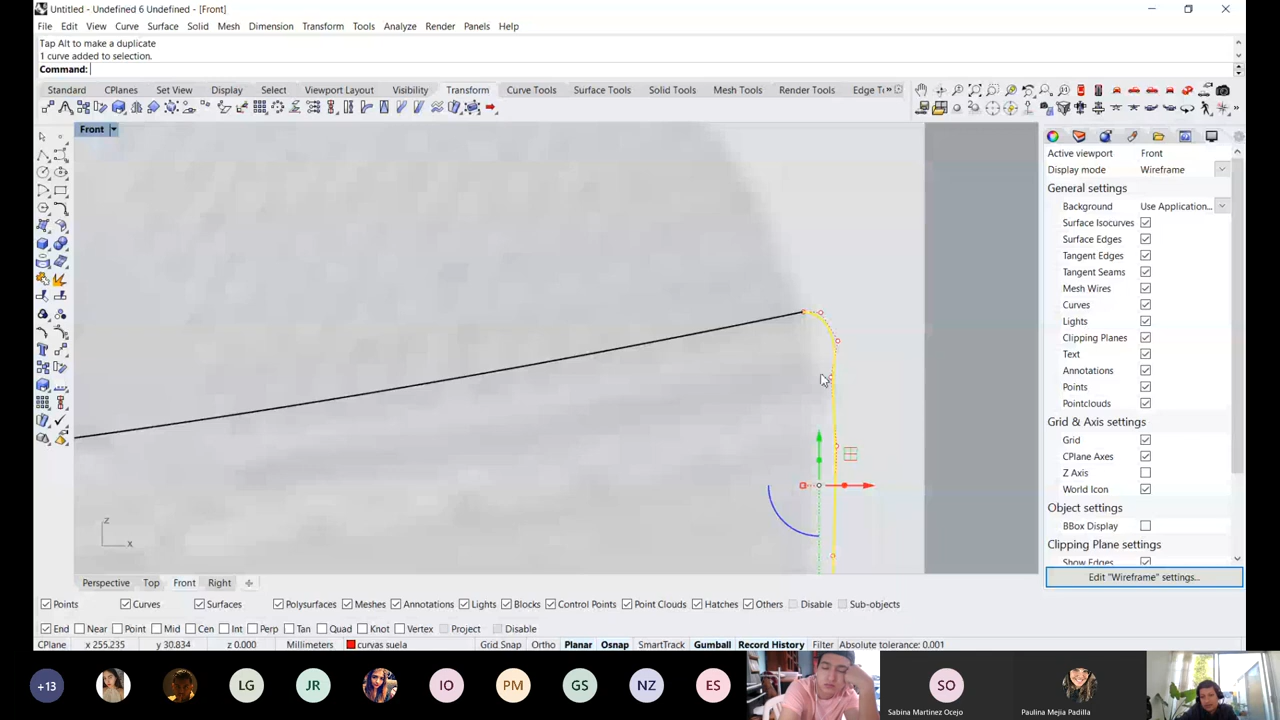 Untitled - Undefined 6 Undefined - [Front]
File Edit View Curve Surface Solid Mesh Dimension Transform Tools Analyze Render Panels Help
Tap Alt to make a duplicate
1 curve added to selection.
Command:
Standard CPlanes Set View Display Select Viewport Layout Visibility Transform Curve Tools Surface Tools Solid Tools Mesh Tools Render Tools Edge T
Front
Active viewport Front
Display mode Wireframe
General settings
Background Use Application...
Surface Isocurves
Surface Edges
Tangent Edges
Tangent Seams
Mesh Wires
Curves
Lights
Clipping Planes
Text
Annotations
Points
Pointclouds
Grid & Axis settings
Grid
CPlane Axes
Z Axis
World Icon
Object settings
BBox Display
Clipping Plane settings
Show Edges
Edit "Wireframe" settings...
z
x
Perspective Top Front Right
Points Curves Surfaces Polysurfaces Meshes Annotations Lights Blocks Control Points Point Clouds Hatches Others Disable Sub-objects
End Near Point Mid Cen Int Perp Tan Quad Knot Vertex Project Disable
CPlane x 255.235 y 30.834 z 0.000 Millimeters curvas suela Grid Snap Ortho Planar Osnap SmartTrack Gumball Record History Filter Absolute tolerance: 0.001
+13 LG JR IO PM GS NZ ES SO
Sabina Martinez Ocejo Paulina Mejia Padilla